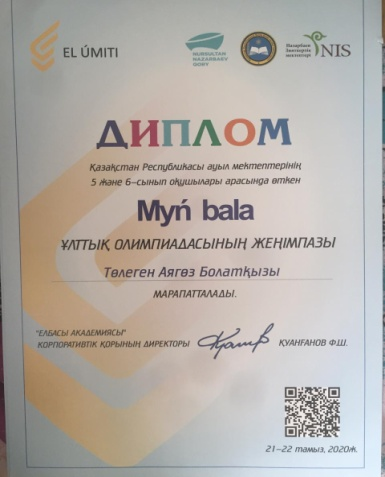 EL ÚMITI
NURSULTAN
NAZARBAYEV
QORY
Назарбаев
Зияткерлік
мектептері
NIS
ДИПЛОМ
Қазақстан Республикасы ауыл мектептерінің
5 және 6-сынып оқушылары арасында өткен
Myń bala
ҰЛТТЫҚ ОЛИМПИАДАСЫНЫҢ ЖЕҢІМПАЗЫ
Төлеген Аягөз Болатқызы
МАРАПАТТАЛАДЫ.
"ЕЛБАСЫ АКАДЕМИЯСЫ"
КОРПОРАТИВТІК ҚОРЫНЫҢ ДИРЕКТОРЫ
ҚУАНҒАНОВ Ф.Ш.
21-22 тамыз, 2020ж.